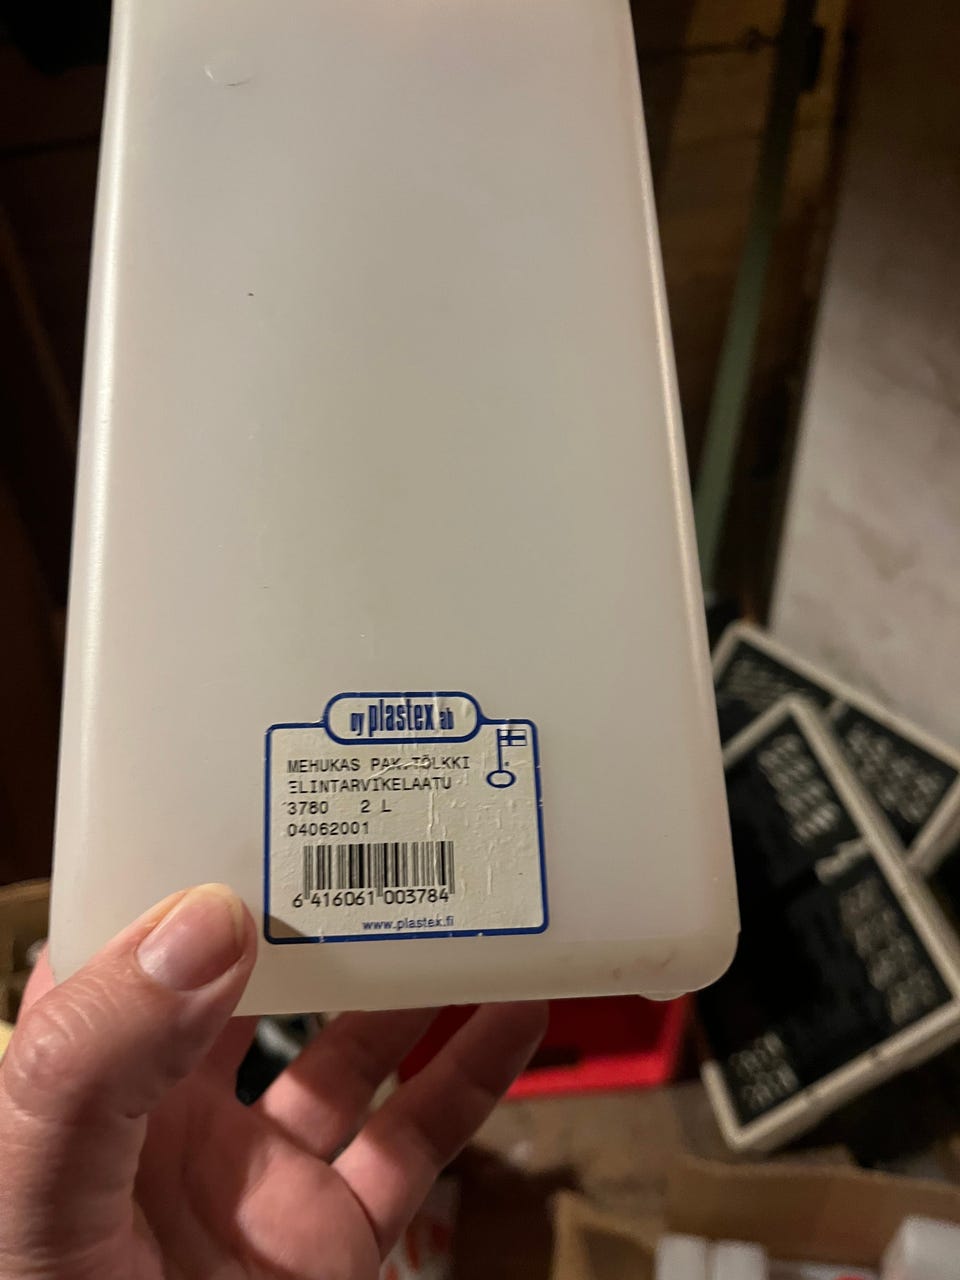 oy plastex ab
MEHUKAS PAK.TÖLKKI
ELINTARVIKELAATU
3780 2 L
04062001
6 416061 003784
www.plastex.fi